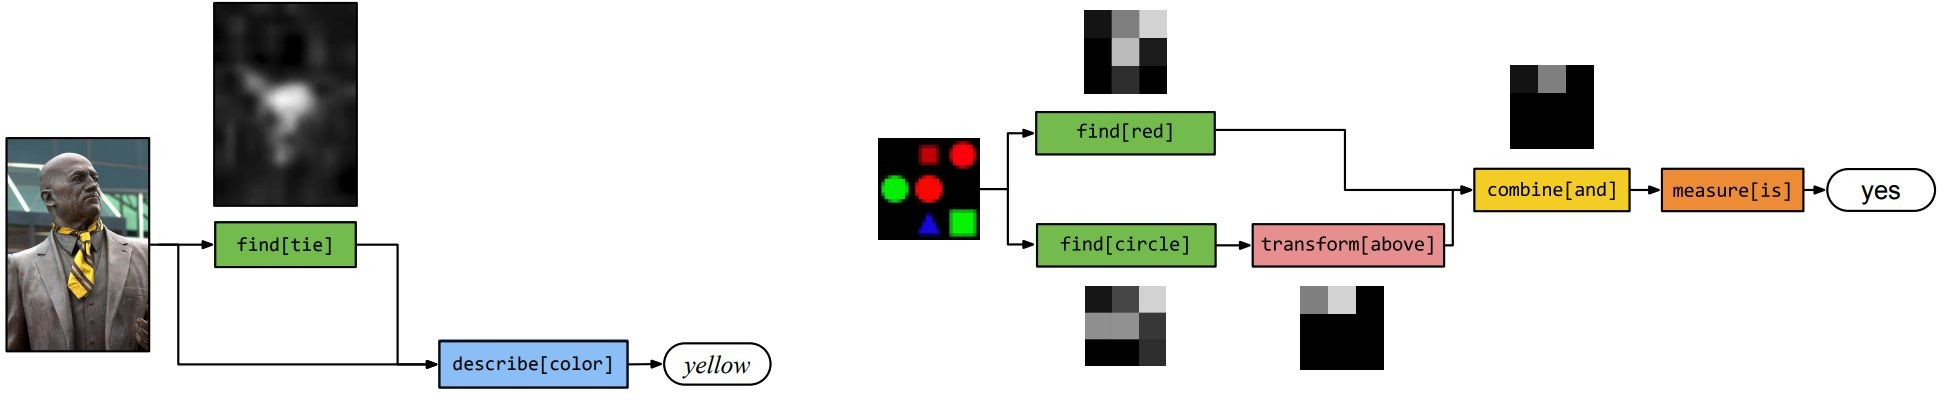 find[tie]
describe[color]
yellow
find[red]
find[circle]
transform[above]
combine[and]
measure[is]
yes